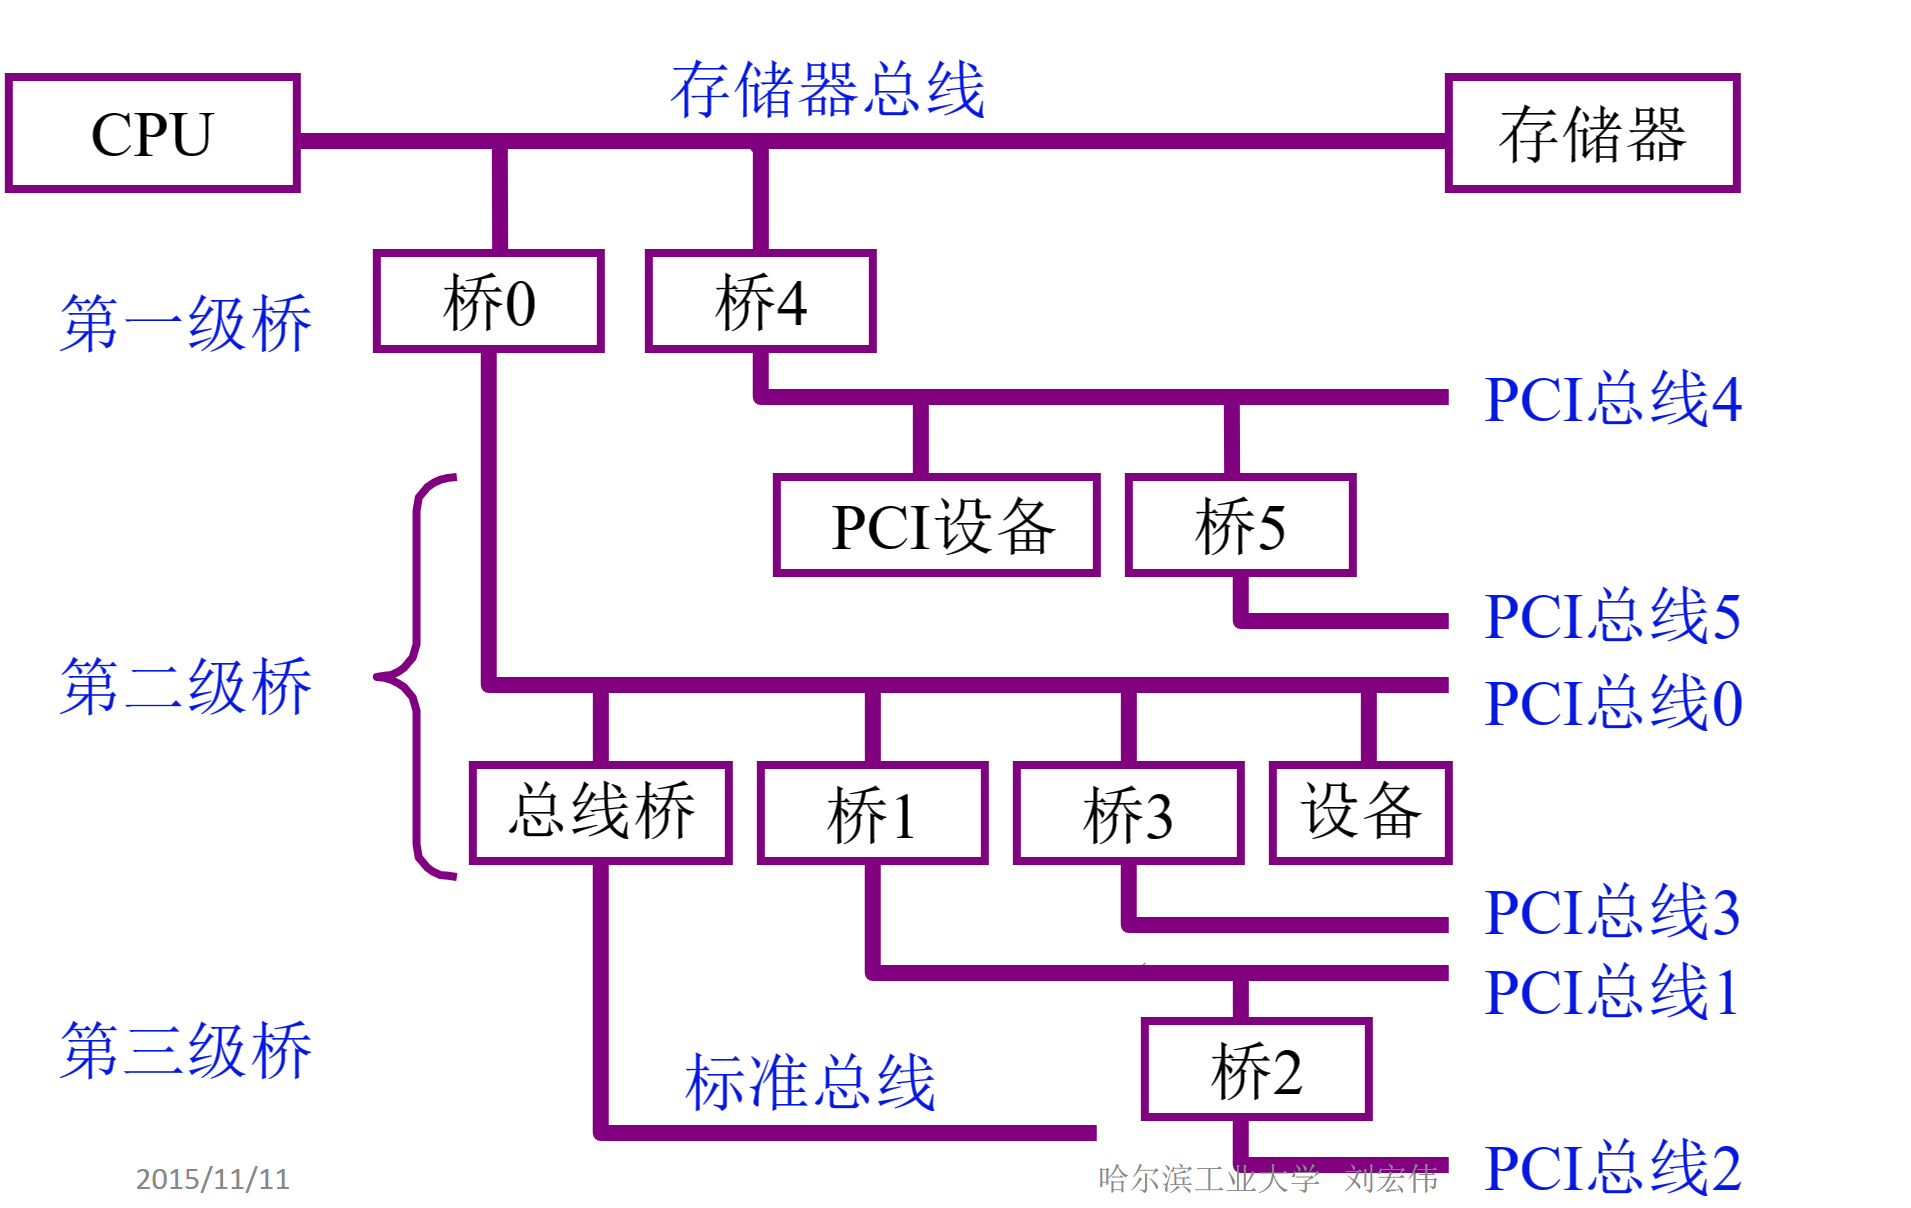 存储器总线
CPU
存储器
第一级桥
桥0
桥4
PCI总线4
PCI设备
桥5
PCI总线5
第二级桥
PCI总线0
总线桥
桥1
桥3
设备
PCI总线3
PCI总线1
第三级桥
标准总线
桥2
PCI总线2
2015/11/11
哈尔滨工业大学 刘宏伟